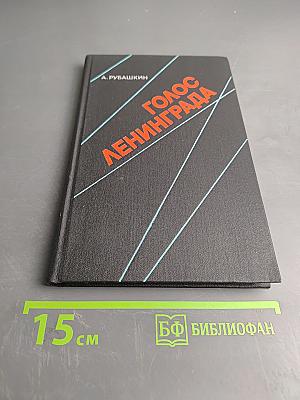 А. РУБАШКИН
ГОЛОС
ЛЕНИНГРАДА
15 см
БФ БИБЛИОФАН